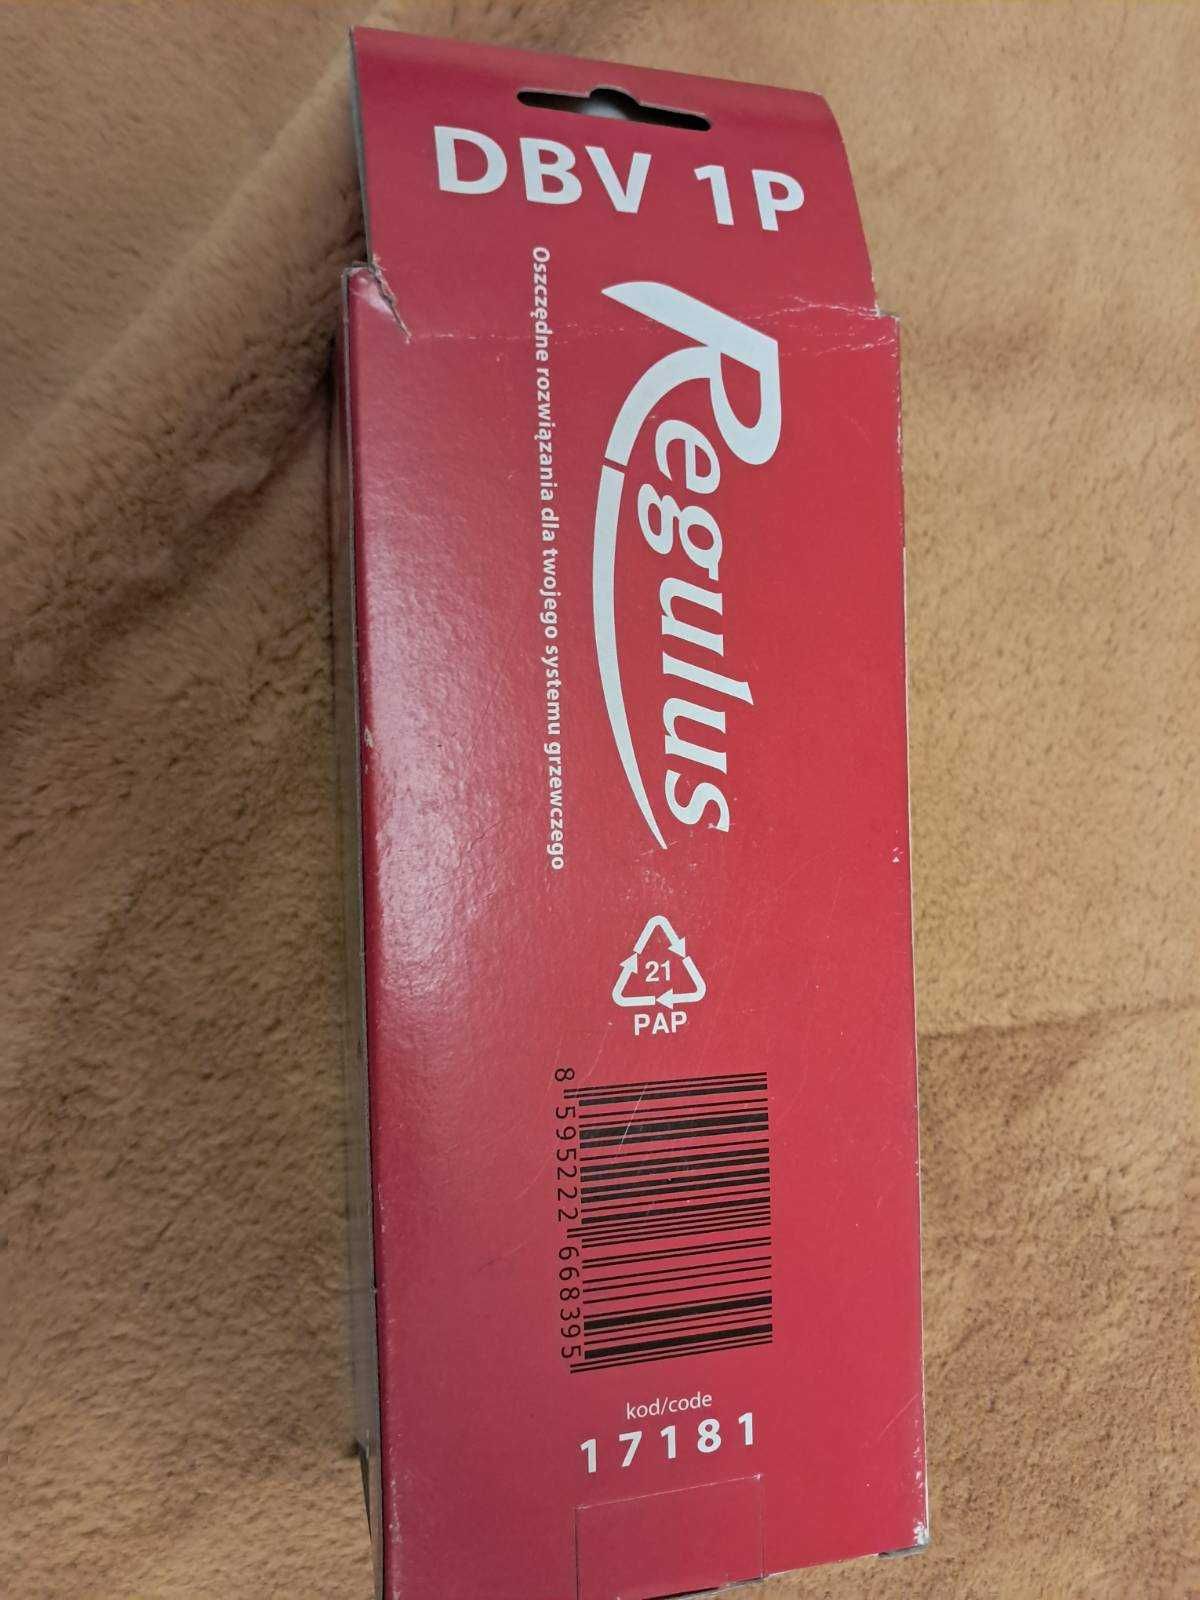 DBV 1P
Regulus
Oszczędne rozwiązania dla twojego systemu grzewczego
21
PAP
8 595222 668395
kod/code
17181